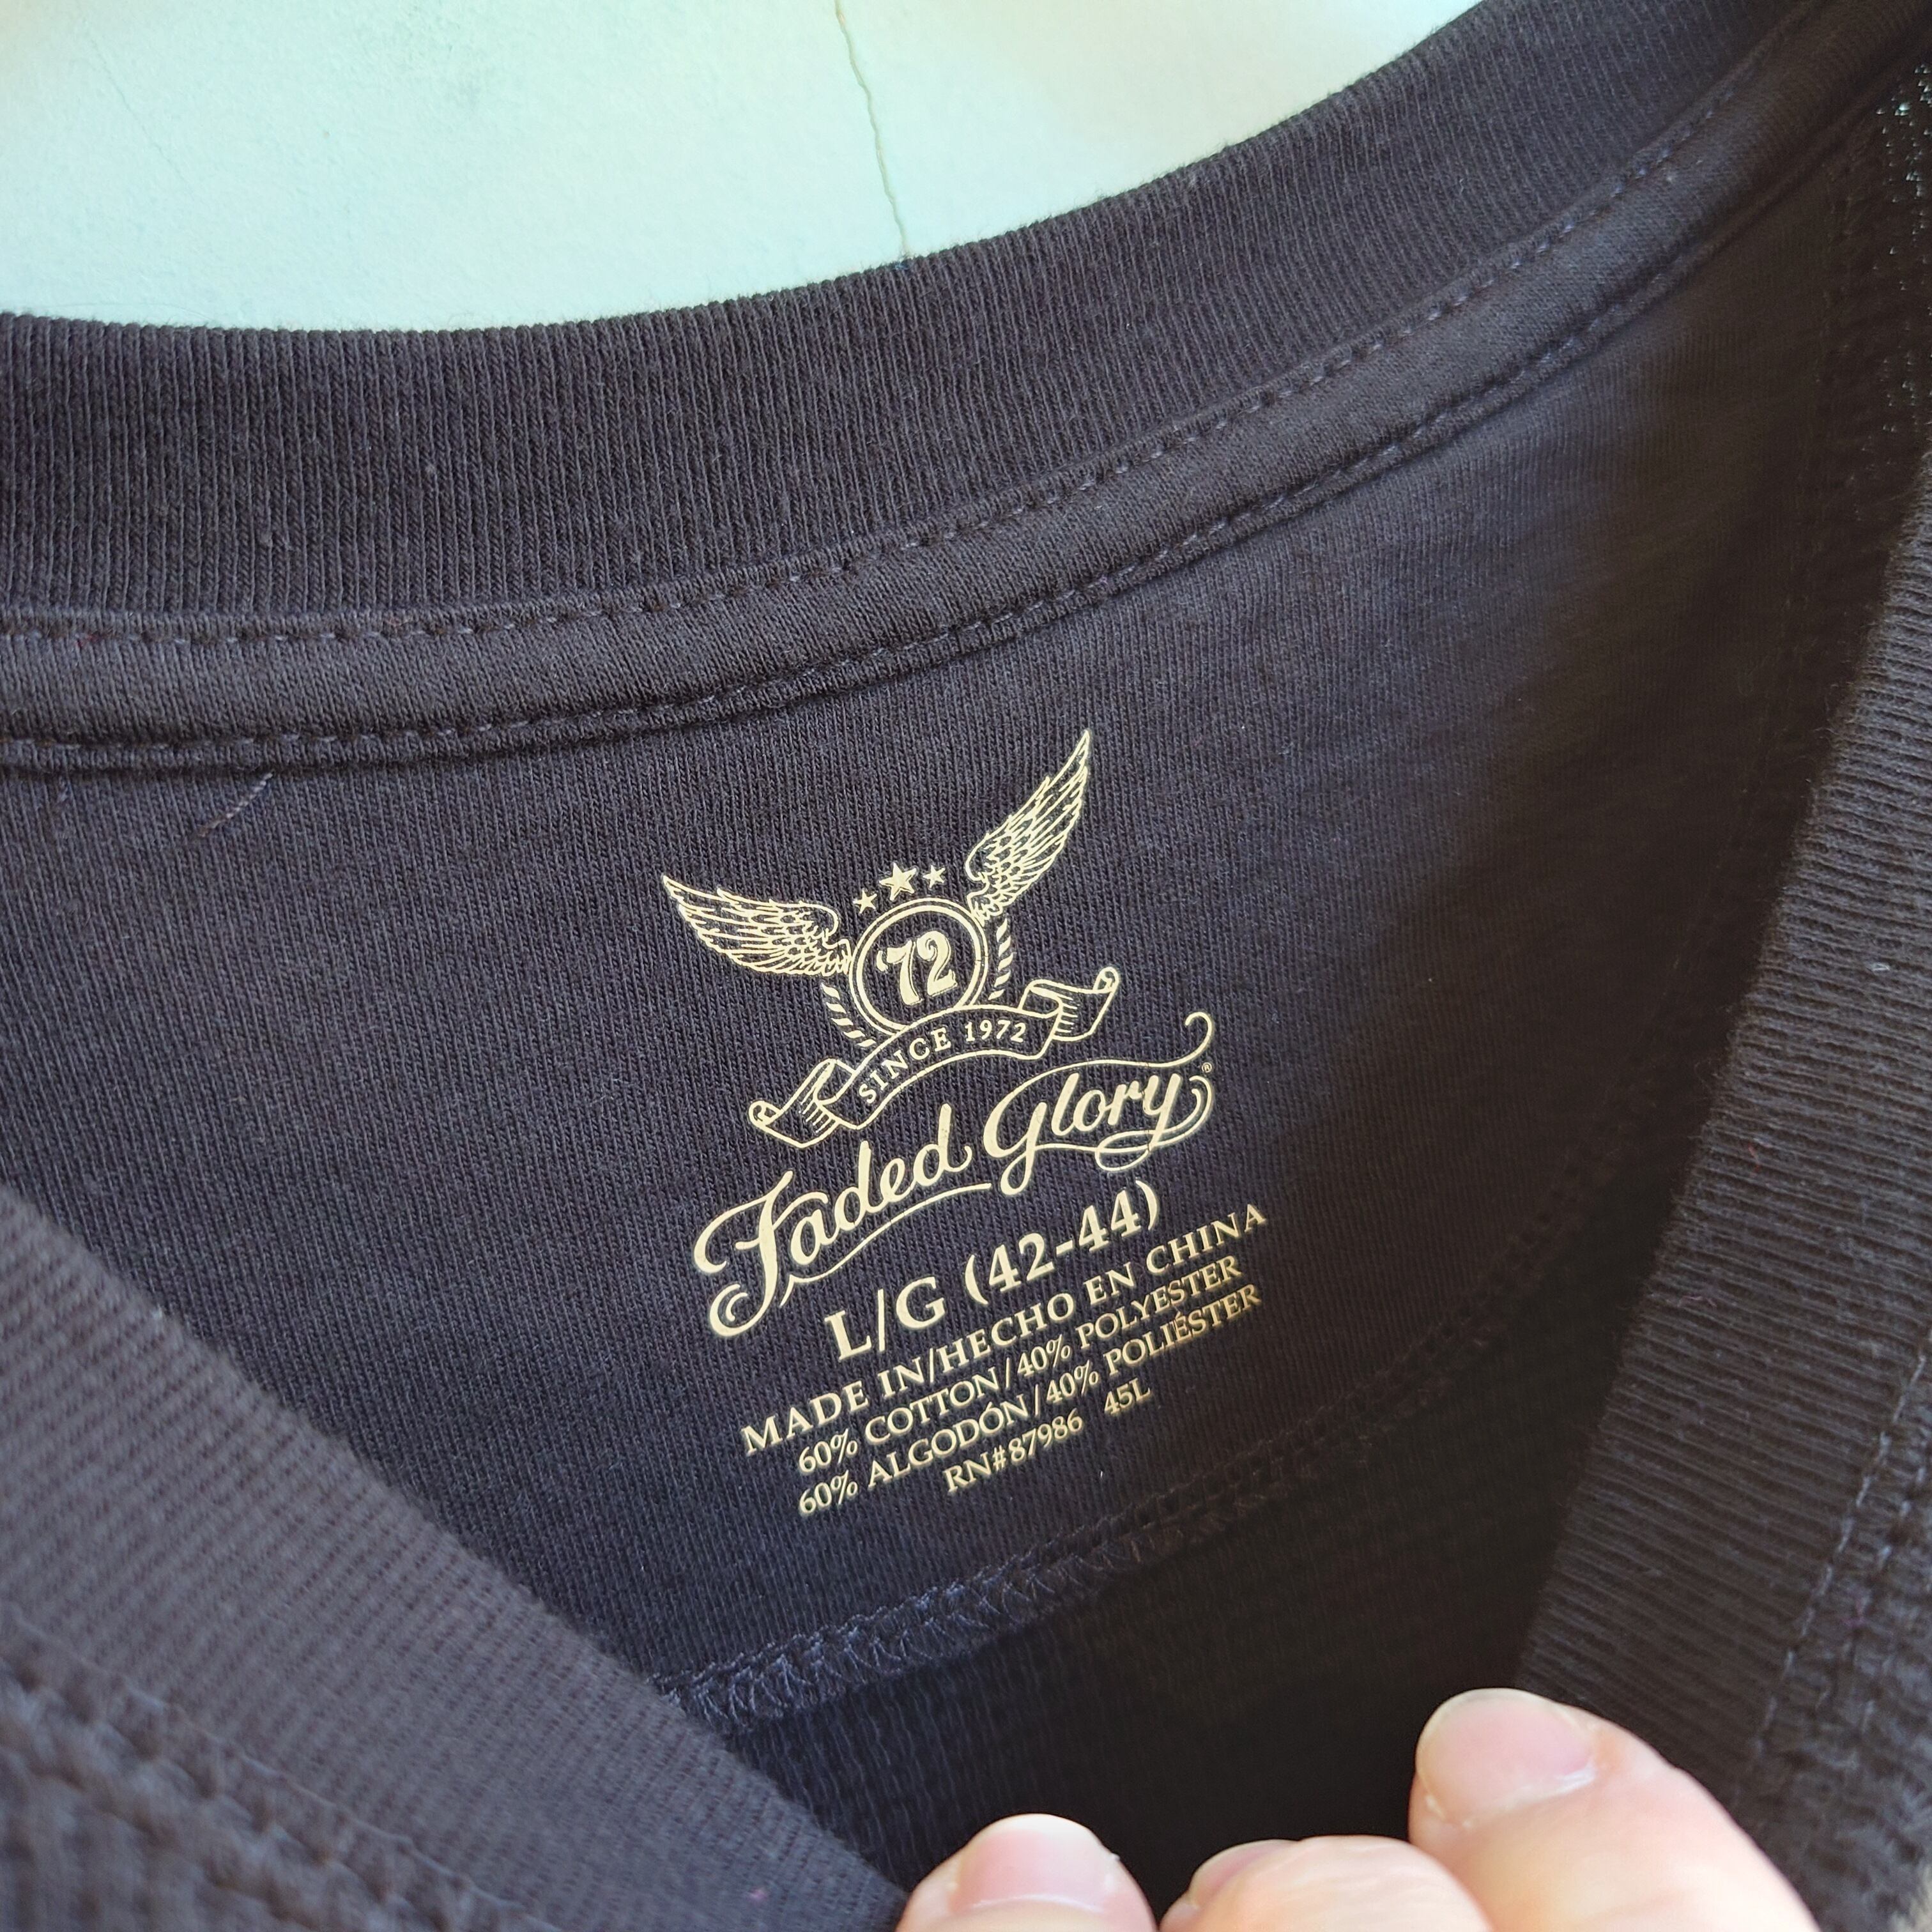 '72
SINCE 1972
Faded Glory®
L/G (42-44)
MADE IN/HECHO EN CHINA
60% COTTON/40% POLYESTER
60% ALGODÓN/40% POLIÉSTER
RN#87986 45L